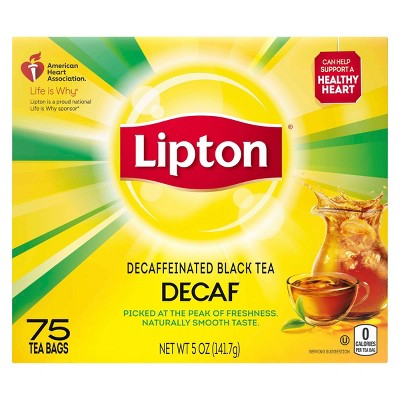 American
Heart
Association.
Life is Why®
Lipton is a proud national
Life is Why sponsor*
CAN HELP
SUPPORT A
HEALTHY
HEART
Lipton®
DECAFFEINATED BLACK TEA
DECAF
PICKED AT THE PEAK OF FRESHNESS.
NATURALLY SMOOTH TASTE.
75
TEA BAGS
NET WT 5 OZ (141.7g)
U
0
CALORIES
PER TEA BAG
SERVING SUGGESTION